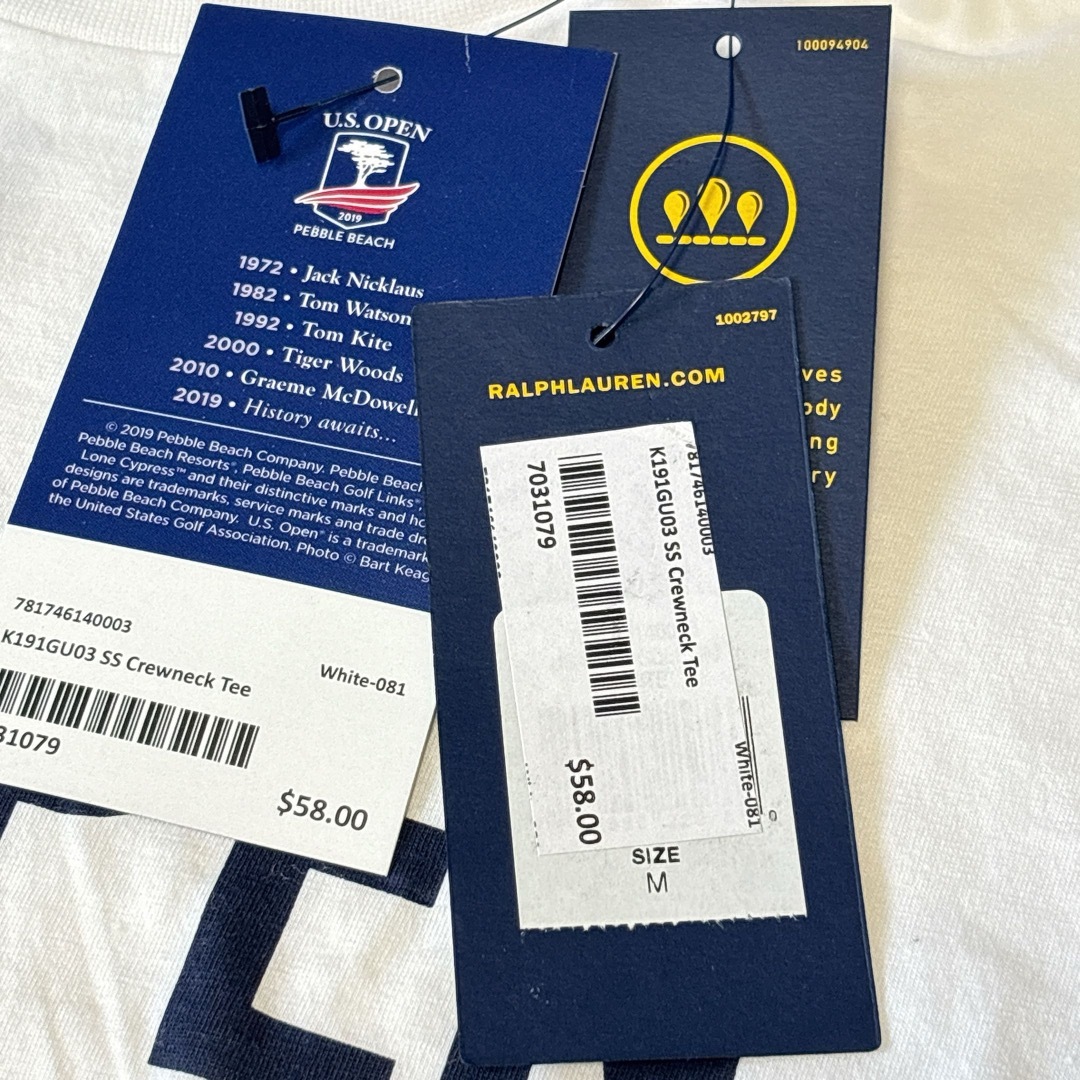 U.S. OPEN
2019
PEBBLE BEACH
1972 • Jack Nicklaus
1982 • Tom Watson
1992 • Tom Kite
2000 • Tiger Woods
2010 • Graeme McDowell
2019 • History awaits...
© 2019 Pebble Beach Company. Pebble Beach
Pebble Beach Resorts®, Pebble Beach Golf Links®
Lone Cypress™ and their distinctive marks and
designs are trademarks, service marks and trade
of Pebble Beach Company. U.S. Open® is a trademark
the United States Golf Association. Photo © Bart
781746140003
K191GU03 SS Crewneck Tee
White-081
31079
$58.00
100094904
ves
ody
ng
ry
1002797
RALPHLAUREN.COM
781746140003
K191GU03 SS Crewneck Tee
White-081
7031079
$58.00
SIZE
M